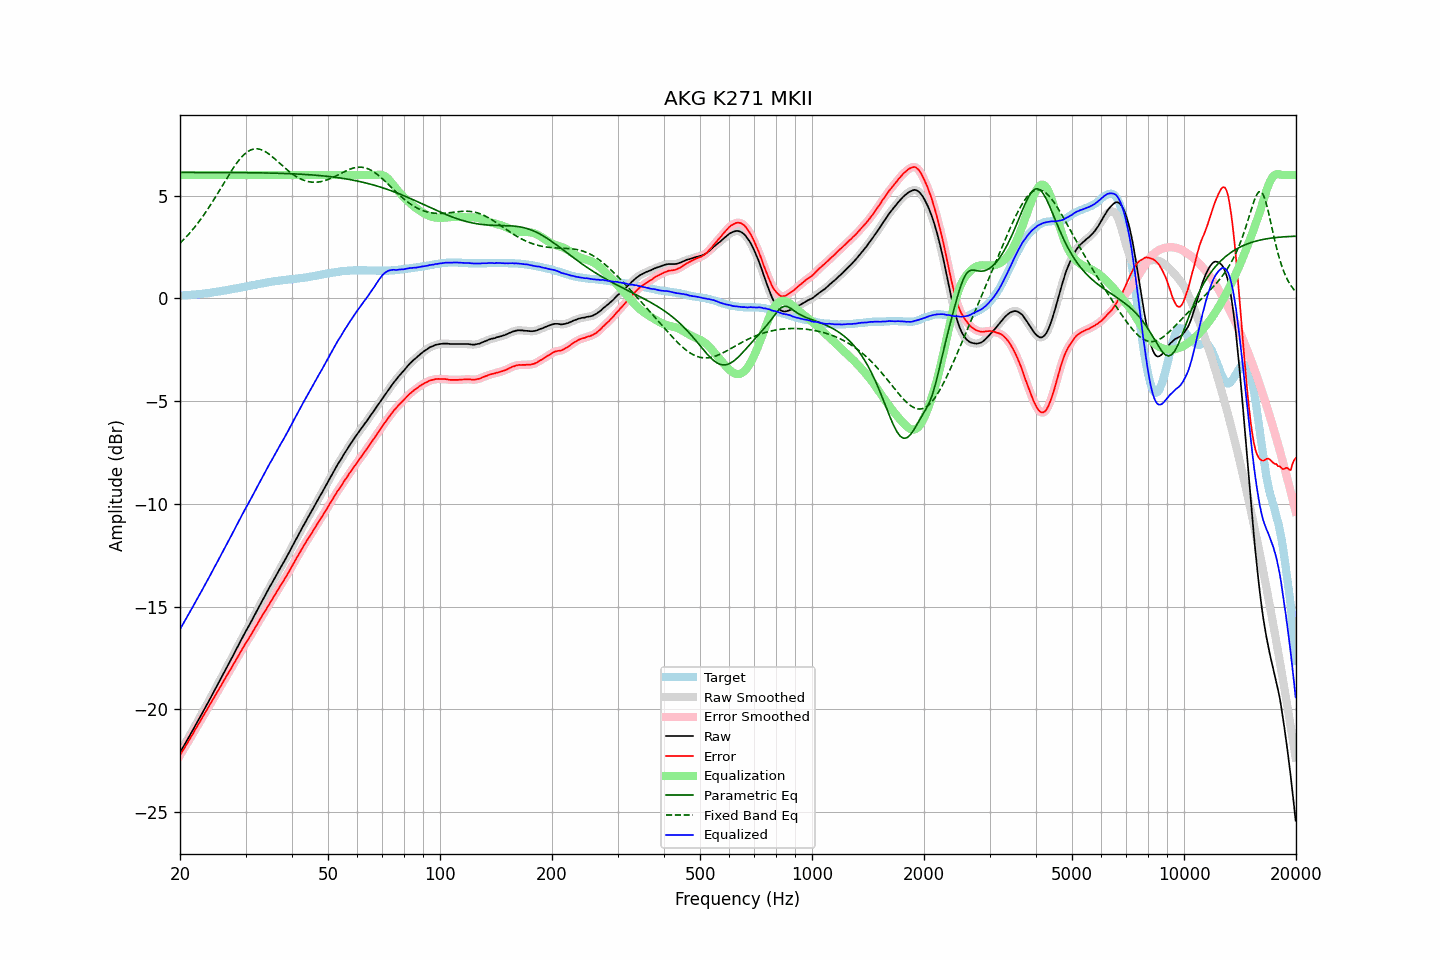 AKG K271 MKII
Amplitude (dBr)
5
0
−5
−10
−15
−20
−25
Target
Raw Smoothed
Error Smoothed
Raw
Error
Equalization
Parametric Eq
Fixed Band Eq
Equalized
20 50 100 200 500 1000 2000 5000 10000 20000
Frequency (Hz)